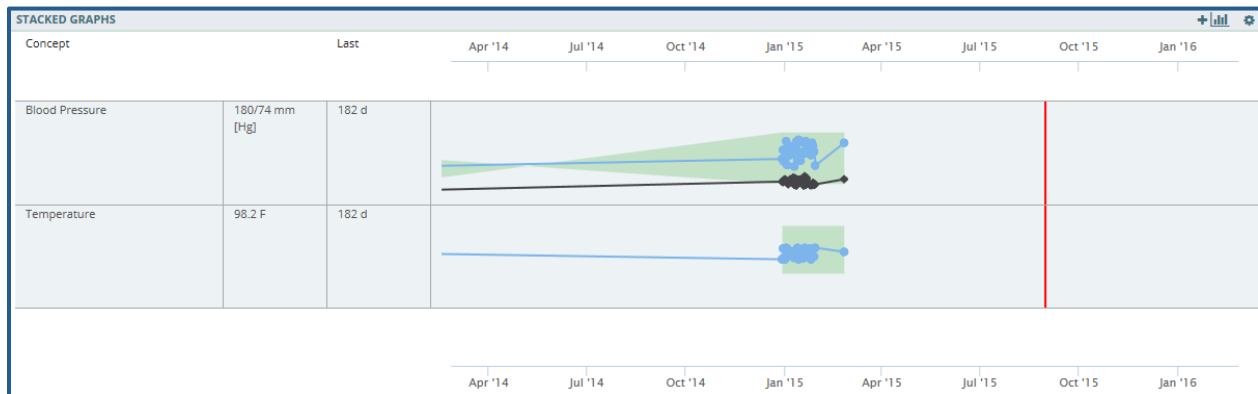 STACKED GRAPHS
Concept Last Apr '14 Jul '14 Oct '14 Jan '15 Apr '15 Jul '15 Oct '15 Jan '16
Blood Pressure 180/74 mm 182 d
[Hg]
Temperature 98.2 F 182 d
Apr '14 Jul '14 Oct '14 Jan '15 Apr '15 Jul '15 Oct '15 Jan '16